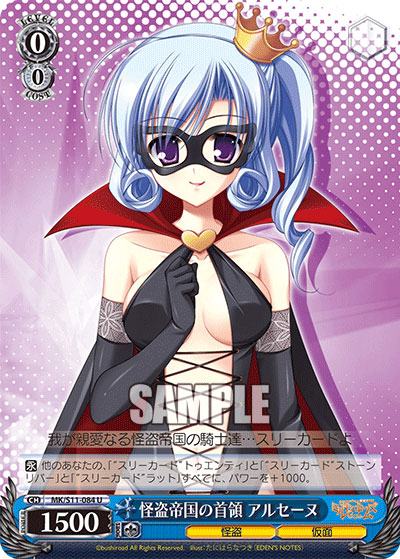 LEVEL
0
0
COST
SAMPLE
我が親愛なる怪盗帝国の騎士達…スリーカードよ
永 他のあなたの、「“スリーカード”トゥエンティ」と「“スリーカード”ストーン
リバー」と「“スリーカード”ラット」すべてに、パワーを+1000。
CH MK/S11-084 U
1500
怪盗帝国の首領 アルセーヌ
怪盗 仮面
©bushiroad All Rights Reserved. illust：たにはらなつき（EDEN'S NOTES）